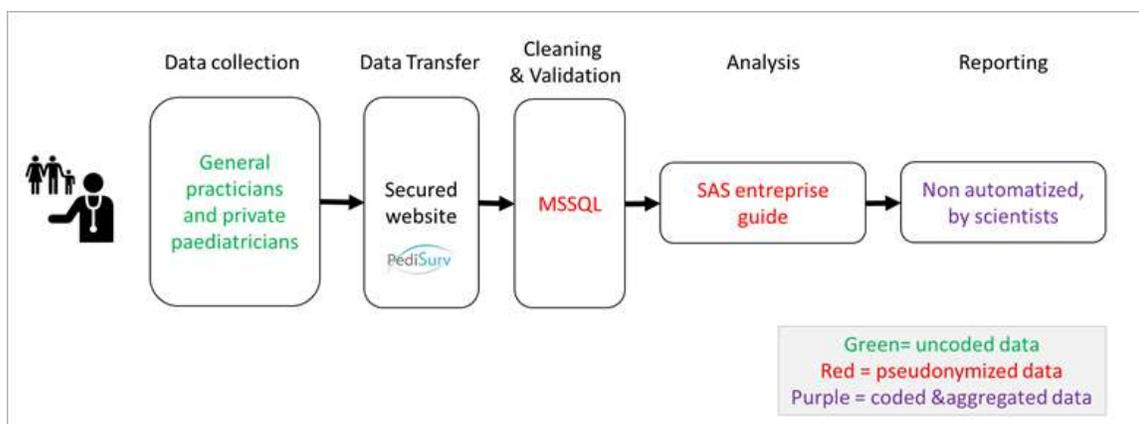 Data collection
Data Transfer
Cleaning
& Validation
Analysis
Reporting
General
practicians
and private
paediatricians
Secured
website
PediSurv
MSSQL
SAS entreprise
guide
Non automatized,
by scientists
Green= uncoded data
Red = pseudonymized data
Purple = coded &aggregated data